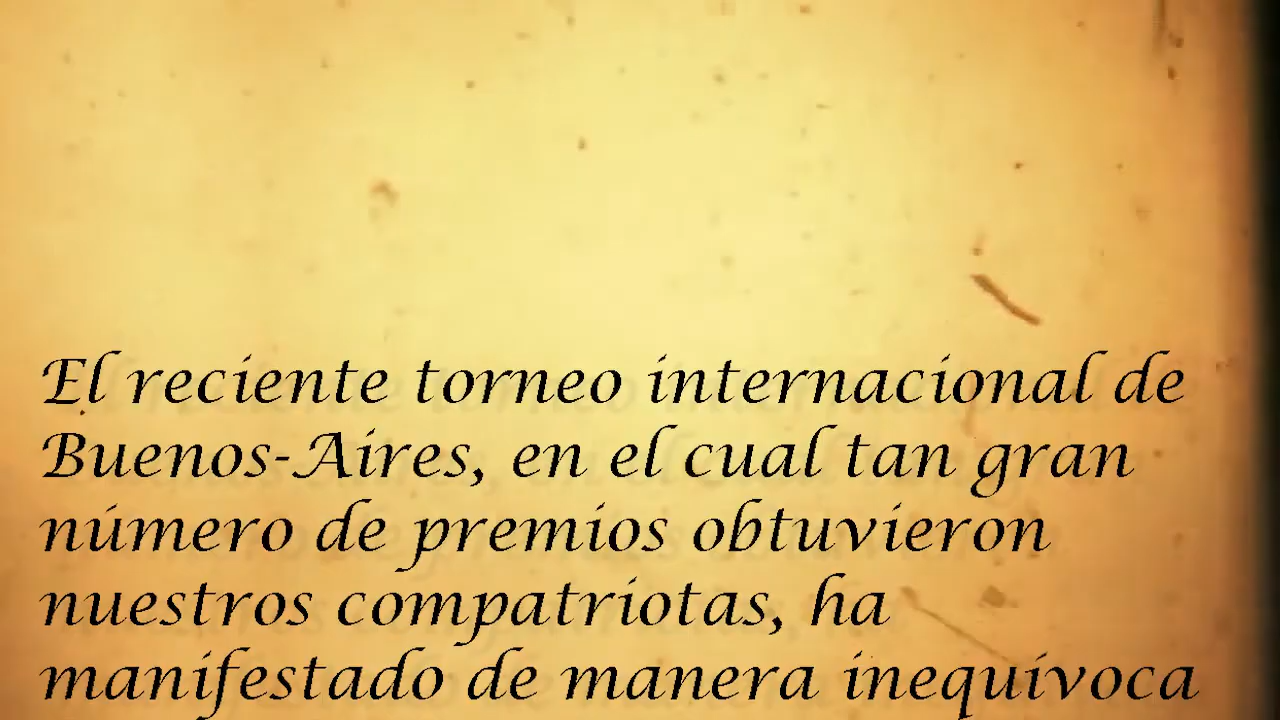 El reciente torneo internacional de
Buenos-Aires, en el cual tan gran
número de premios obtuvieron
nuestros compatriotas, ha
manifestado de manera inequívoca